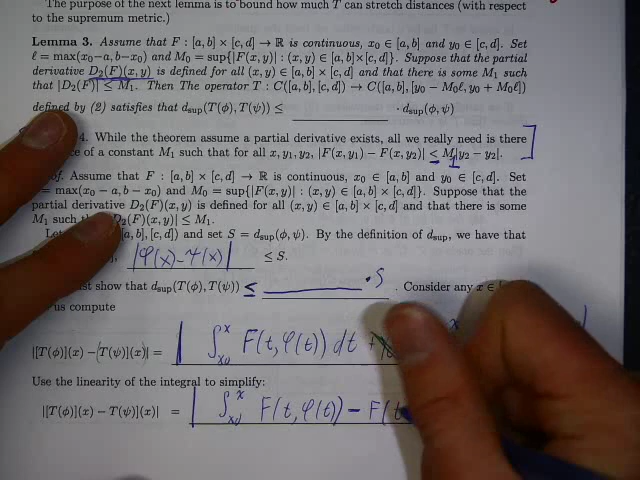 The purpose of the next lemma is to bound how much T can stretch distances (with respect
to the supremum metric.)
Lemma 3. Assume that F : [a, b] × [c, d] → ℝ is continuous, x₀ ∈ [a, b] and y₀ ∈ [c, d]. Set
ℓ = max(x₀−a, b−x₀) and M₀ = sup{|F(x, y)| : (x, y) ∈ [a, b]×[c, d]}. Suppose that the partial
derivative D₂(F)(x, y) is defined for all (x, y) ∈ [a, b] × [c, d] and that there is some M₁ such
that |D₂(F)| ≤ M₁. Then The operator T : C([a, b], [c, d]) → C([a, b], [y₀ − M₀ℓ, y₀ + M₀ℓ])
defined by (2) satisfies that d_sup(T(ϕ), T(ψ)) ≤ ________ · d_sup(ϕ, ψ)
4. While the theorem assume a partial derivative exists, all we really need is there
of a constant M₁ such that for all x, y₁, y₂, |F(x, y₁) − F(x, y₂)| ≤ M₁|y₂ − y₁|.
Assume that F : [a, b] × [c, d] → ℝ is continuous, x₀ ∈ [a, b] and y₀ ∈ [c, d]. Set
max(x₀ − a, b − x₀) and M₀ = sup{|F(x, y)| : (x, y) ∈ [a, b] × [c, d]}. Suppose that the
partial derivative D₂(F)(x, y) is defined for all (x, y) ∈ [a, b] × [c, d] and that there is some
M₁ such D₂(F)(x, y) ≤ M₁.
[a, b], [c, d]) and set S = d_sup(ϕ, ψ). By the definition of d_sup, we have that
|φ(x) − ψ(x)| ≤ S.
show that d_sup(T(ϕ), T(ψ)) ≤ ________ · S . Consider any x ∈
us compute
|[T(ϕ)](x) − (T(ψ)](x)| = | ∫_{x₀}^{x} F(t, φ(t)) dt
Use the linearity of the integral to simplify:
|[T(ϕ)](x) − T(ψ)](x)| = | ∫_{x₀}^{x} F(t, φ(t)) − F(t